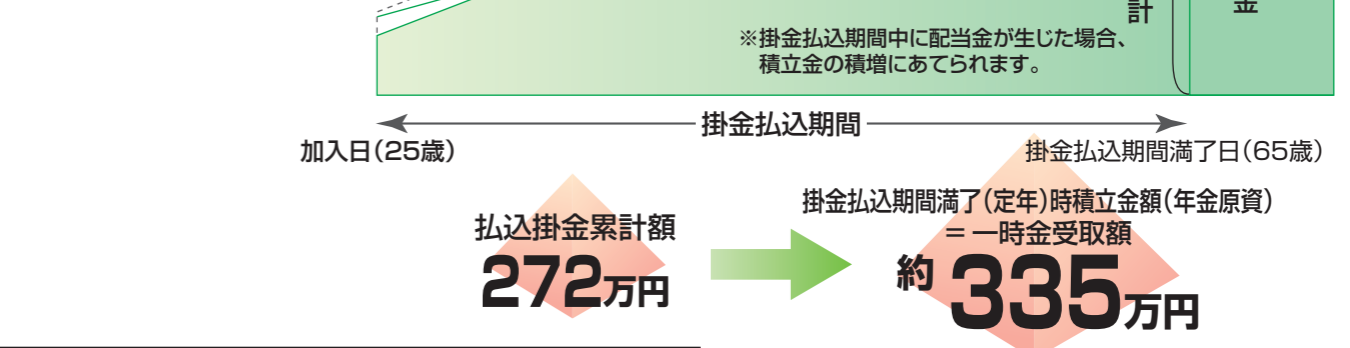 計
金
※掛金払込期間中に配当金が生じた場合、
積立金の積増にあてられます。
掛金払込期間
加入日(25歳)
掛金払込期間満了日(65歳)
払込掛金累計額
272万円
掛金払込期間満了(定年)時積立金額(年金原資)
=一時金受取額
約335万円